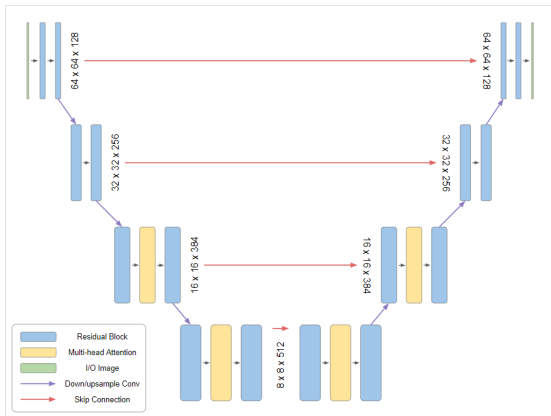 64 x 64 x 128
64 x 64 x 128
32 x 32 x 256
32 x 32 x 256
16 x 16 x 384
16 x 16 x 384
8 x 8 x 512
Residual Block
Multi-head Attention
I/O Image
Down/upsample Conv
Skip Connection